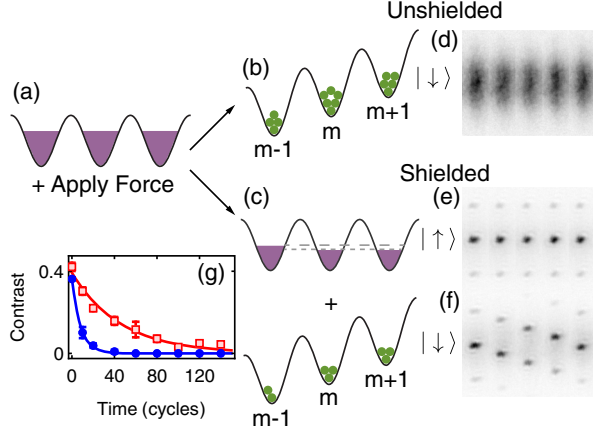 Unshielded
(a)
+ Apply Force
(b)
m-1
m
m+1
(d)
|↓⟩
Shielded
(c)
(e)
|↑⟩
+
(f)
|↓⟩
m-1
m
m+1
(g)
Contrast
0.4
0
0
40
80
120
Time (cycles)